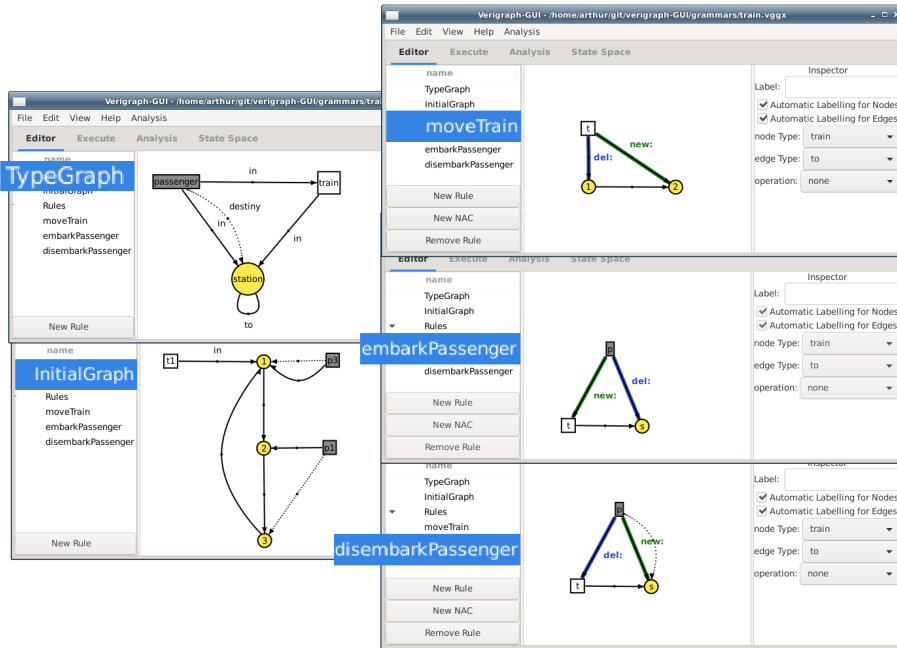 Verigraph-GUI - /home/arthur/git/verigraph-GUI/grammars/train.vggx
File Edit View Help Analysis
Editor Execute Analysis State Space
name
TypeGraph
InitialGraph
moveTrain
embarkPassenger
disembarkPassenger
New Rule
New NAC
Remove Rule
t
del:
new:
1
2
Inspector
Label:
Automatic Labelling for Nodes
Automatic Labelling for Edges
node Type: train
edge Type: to
operation: none
Verigraph-GUI - /home/arthur/git/verigraph-GUI/grammars/trai
File Edit View Help Analysis
Editor Execute Analysis State Space
name
TypeGraph
InitialGraph
Rules
moveTrain
embarkPassenger
disembarkPassenger
New Rule
passenger
in
train
destiny
in
in
station
to
name
InitialGraph
Rules
moveTrain
embarkPassenger
disembarkPassenger
New Rule
t1
in
1
p3
2
p1
3
Editor Execute Analysis State Space
name
TypeGraph
InitialGraph
Rules
embarkPassenger
disembarkPassenger
New Rule
New NAC
Remove Rule
p
del:
new:
t
s
Inspector
Label:
Automatic Labelling for Nodes
Automatic Labelling for Edges
node Type: train
edge Type: to
operation: none
name
TypeGraph
InitialGraph
Rules
moveTrain
disembarkPassenger
New Rule
New NAC
Remove Rule
p
new:
del:
t
s
Inspector
Label:
Automatic Labelling for Nodes
Automatic Labelling for Edges
node Type: train
edge Type: to
operation: none